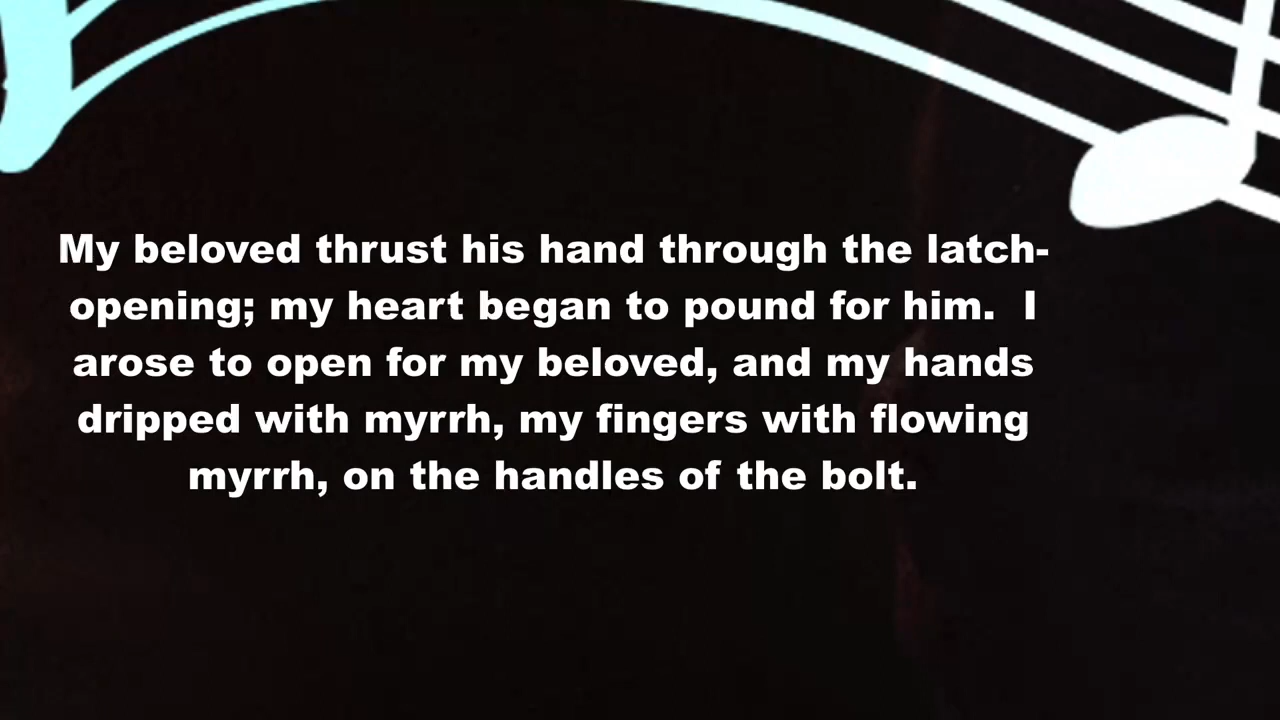 My beloved thrust his hand through the latch-
opening; my heart began to pound for him.  I
arose to open for my beloved, and my hands
dripped with myrrh, my fingers with flowing
myrrh, on the handles of the bolt.